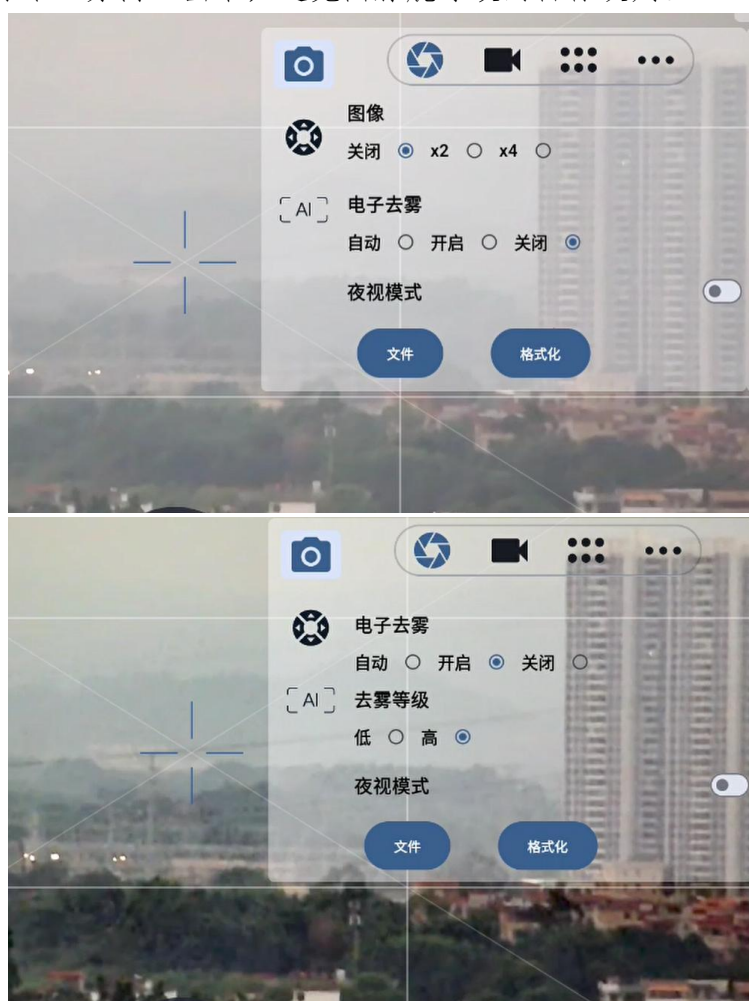 图像
关闭 x2 x4
AI 电子去雾
自动 开启 关闭
夜视模式
文件 格式化
电子去雾
自动 开启 关闭
AI 去雾等级
低 高
夜视模式
文件 格式化